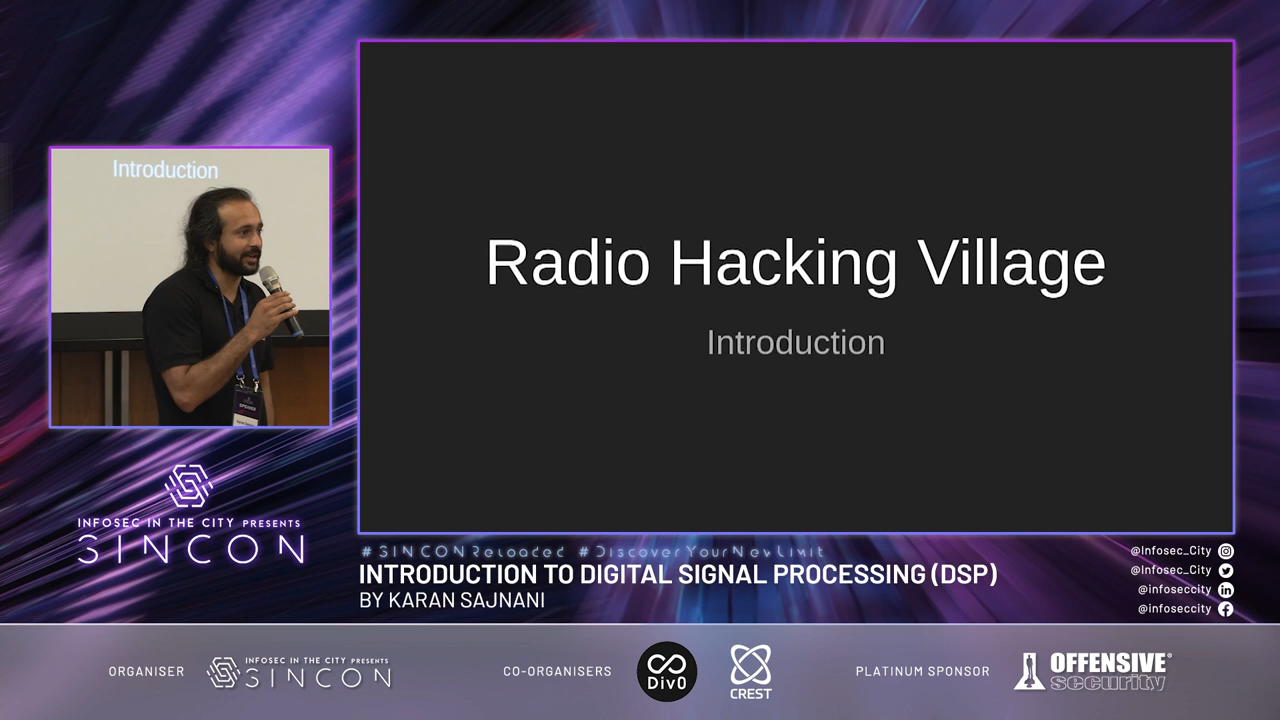 Introduction
Radio Hacking Village
Introduction
INFOSEC IN THE CITY PRESENTS
SINCON
#SINCONReloaded #DiscoverYourNewLimit
INTRODUCTION TO DIGITAL SIGNAL PROCESSING (DSP)
BY KARAN SAJNANI
@Infosec_City
@Infosec_City
@infoseccity
@infoseccity
ORGANISER
INFOSEC IN THE CITY PRESENTS
SINCON
CO-ORGANISERS
Div0
CREST
PLATINUM SPONSOR
OFFENSIVE®
security